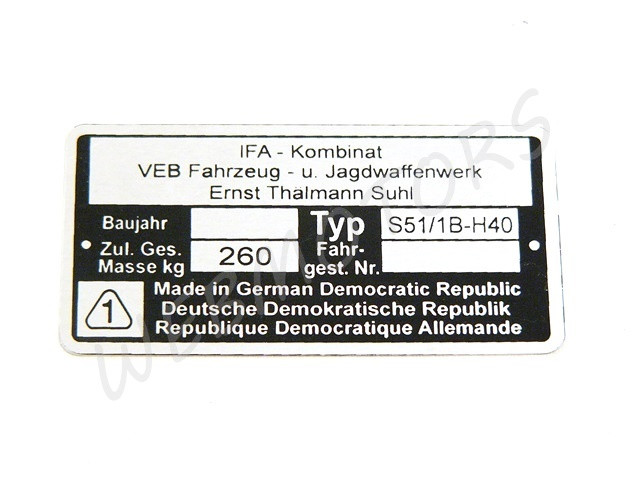 IFA - Kombinat
VEB Fahrzeug - u. Jagdwaffenwerk
Ernst Thälmann Suhl
Baujahr Typ S51/1B-H40
Zul. Ges. Masse kg 260 Fahr- gest. Nr.
1 Made in German Democratic Republic
Deutsche Demokratische Republik
Republique Democratique Allemande
WEBMOTORS